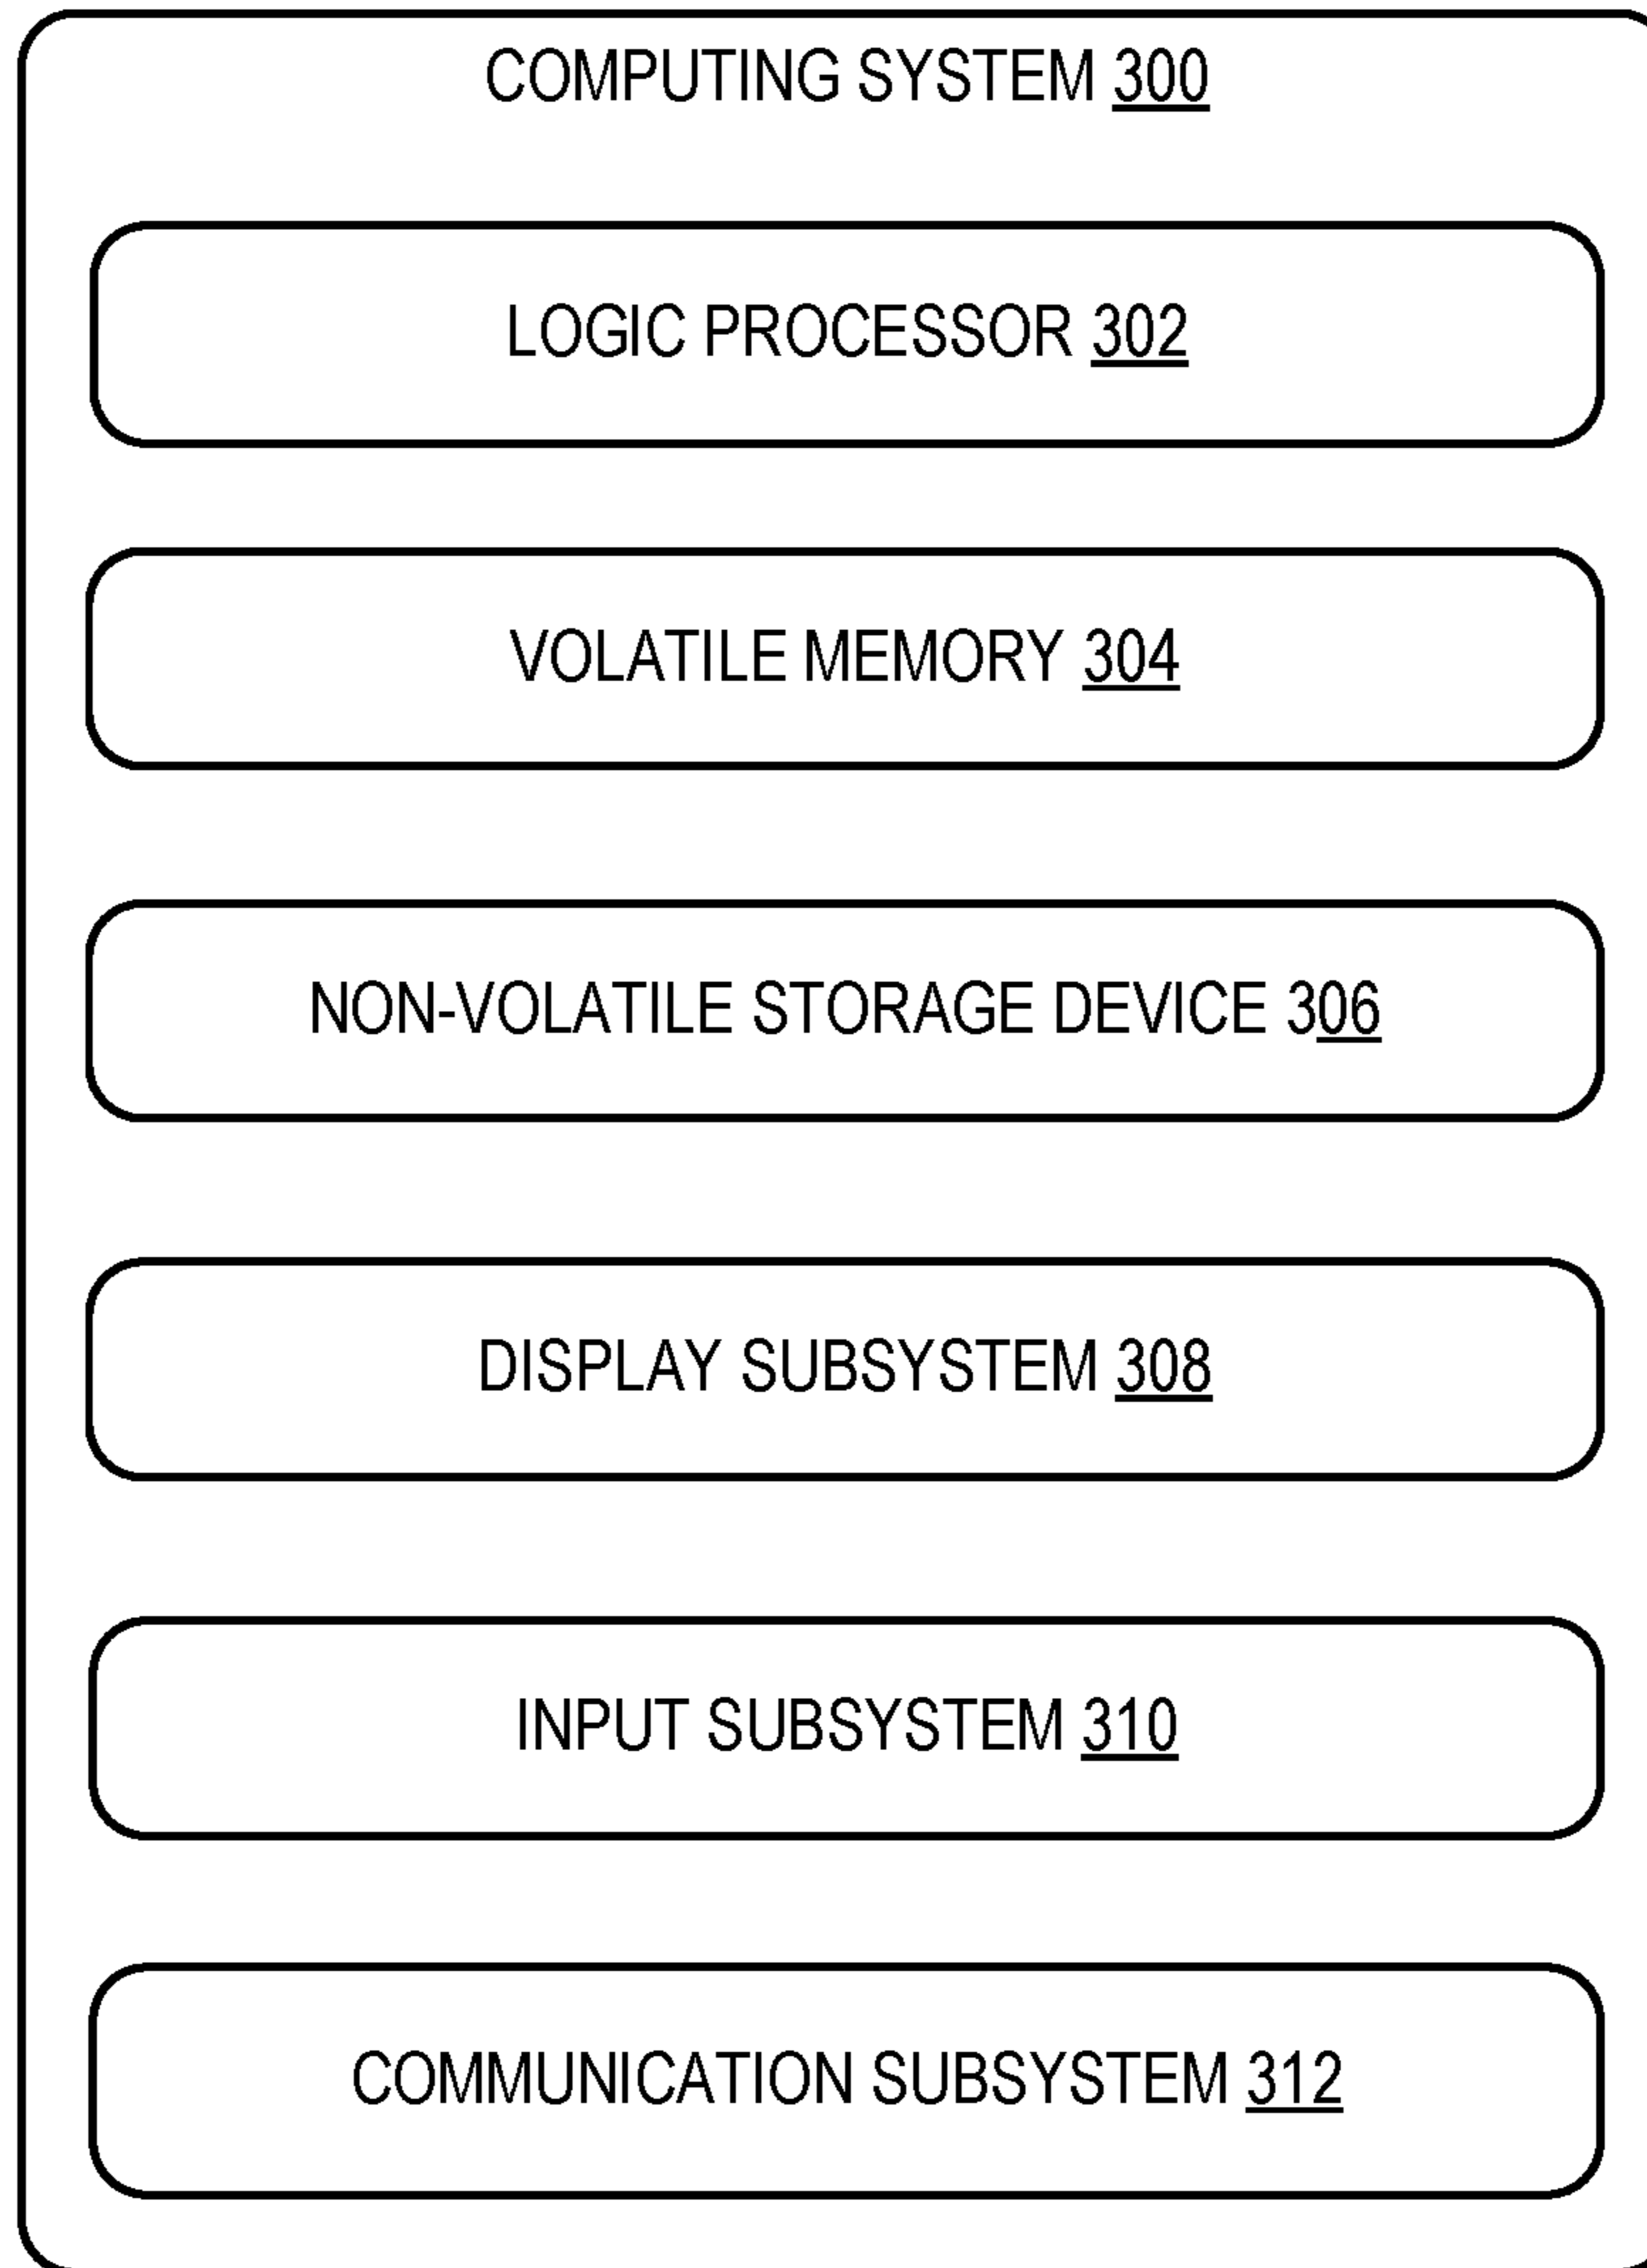 COMPUTING SYSTEM 300
LOGIC PROCESSOR 302
VOLATILE MEMORY 304
NON-VOLATILE STORAGE DEVICE 306
DISPLAY SUBSYSTEM 308
INPUT SUBSYSTEM 310
COMMUNICATION SUBSYSTEM 312